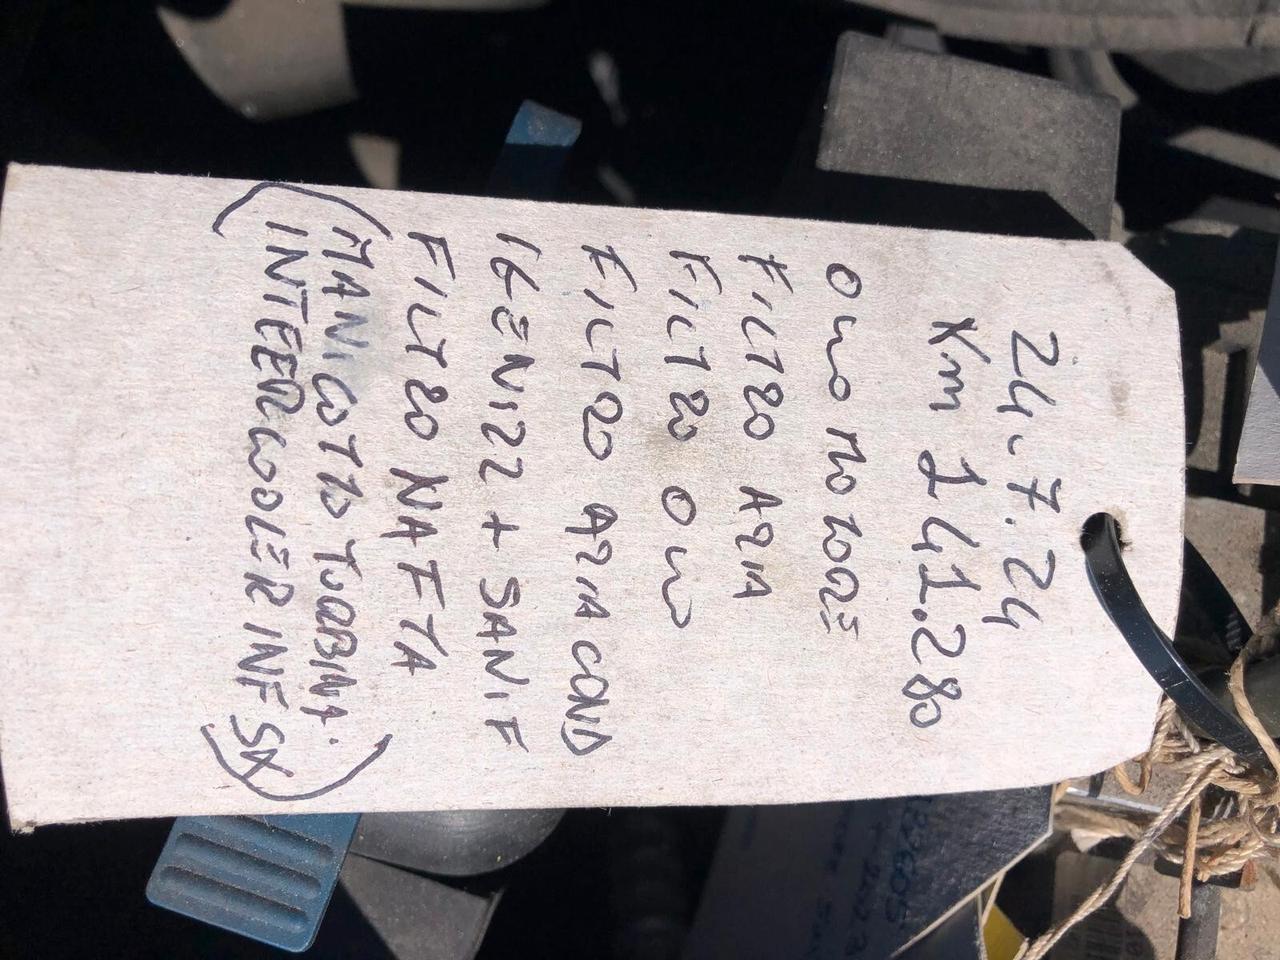 24.7.24
Km 141.280
OLIO MOTORE
FILTRO ARIA
FILTRO OLIO
FILTRO ARIA COND
IGENIZZ + SANIF
FILTRO NAFTA
(MANICOTTO TURBINA
INTEERCOOLER INF SX)